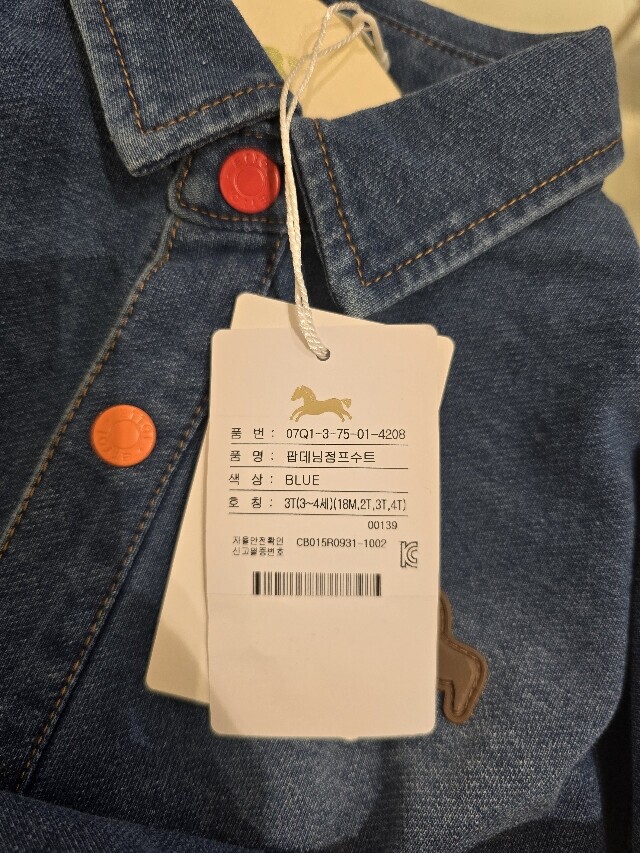 품 번 : 07Q1-3-75-01-4208
품 명 : 팝데님점프수트
색 상 : BLUE
호 칭 : 3T(3~4세)(18M,2T,3T,4T)
00139
자율안전확인 CB015R0931-1002
신고필증번호